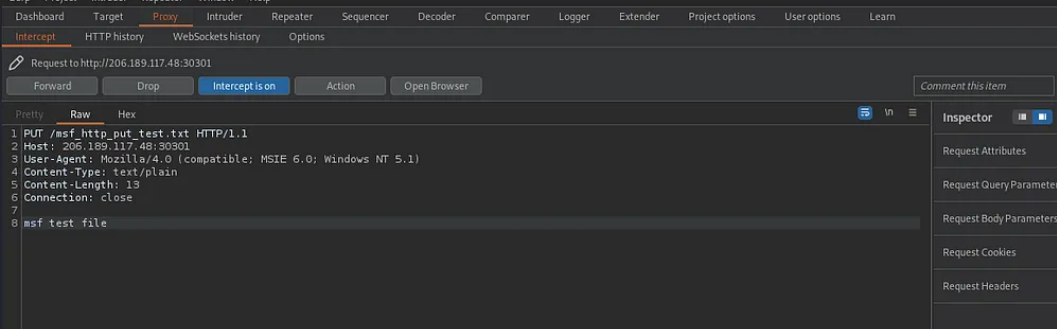 Dashboard Target Proxy Intruder Repeater Sequencer Decoder Comparer Logger Extender Project options User options Learn
Intercept HTTP history WebSockets history Options
Request to http://206.189.117.48:30301
Forward Drop Intercept is on Action Open Browser Comment this item
Pretty Raw Hex \n Inspector
1 PUT /msf_http_put_test.txt HTTP/1.1
2 Host: 206.189.117.48:30301
3 User-Agent: Mozilla/4.0 (compatible; MSIE 6.0; Windows NT 5.1)
4 Content-Type: text/plain
5 Content-Length: 13
6 Connection: close
7
8 msf test file
Request Attributes
Request Query Parameter
Request Body Parameters
Request Cookies
Request Headers